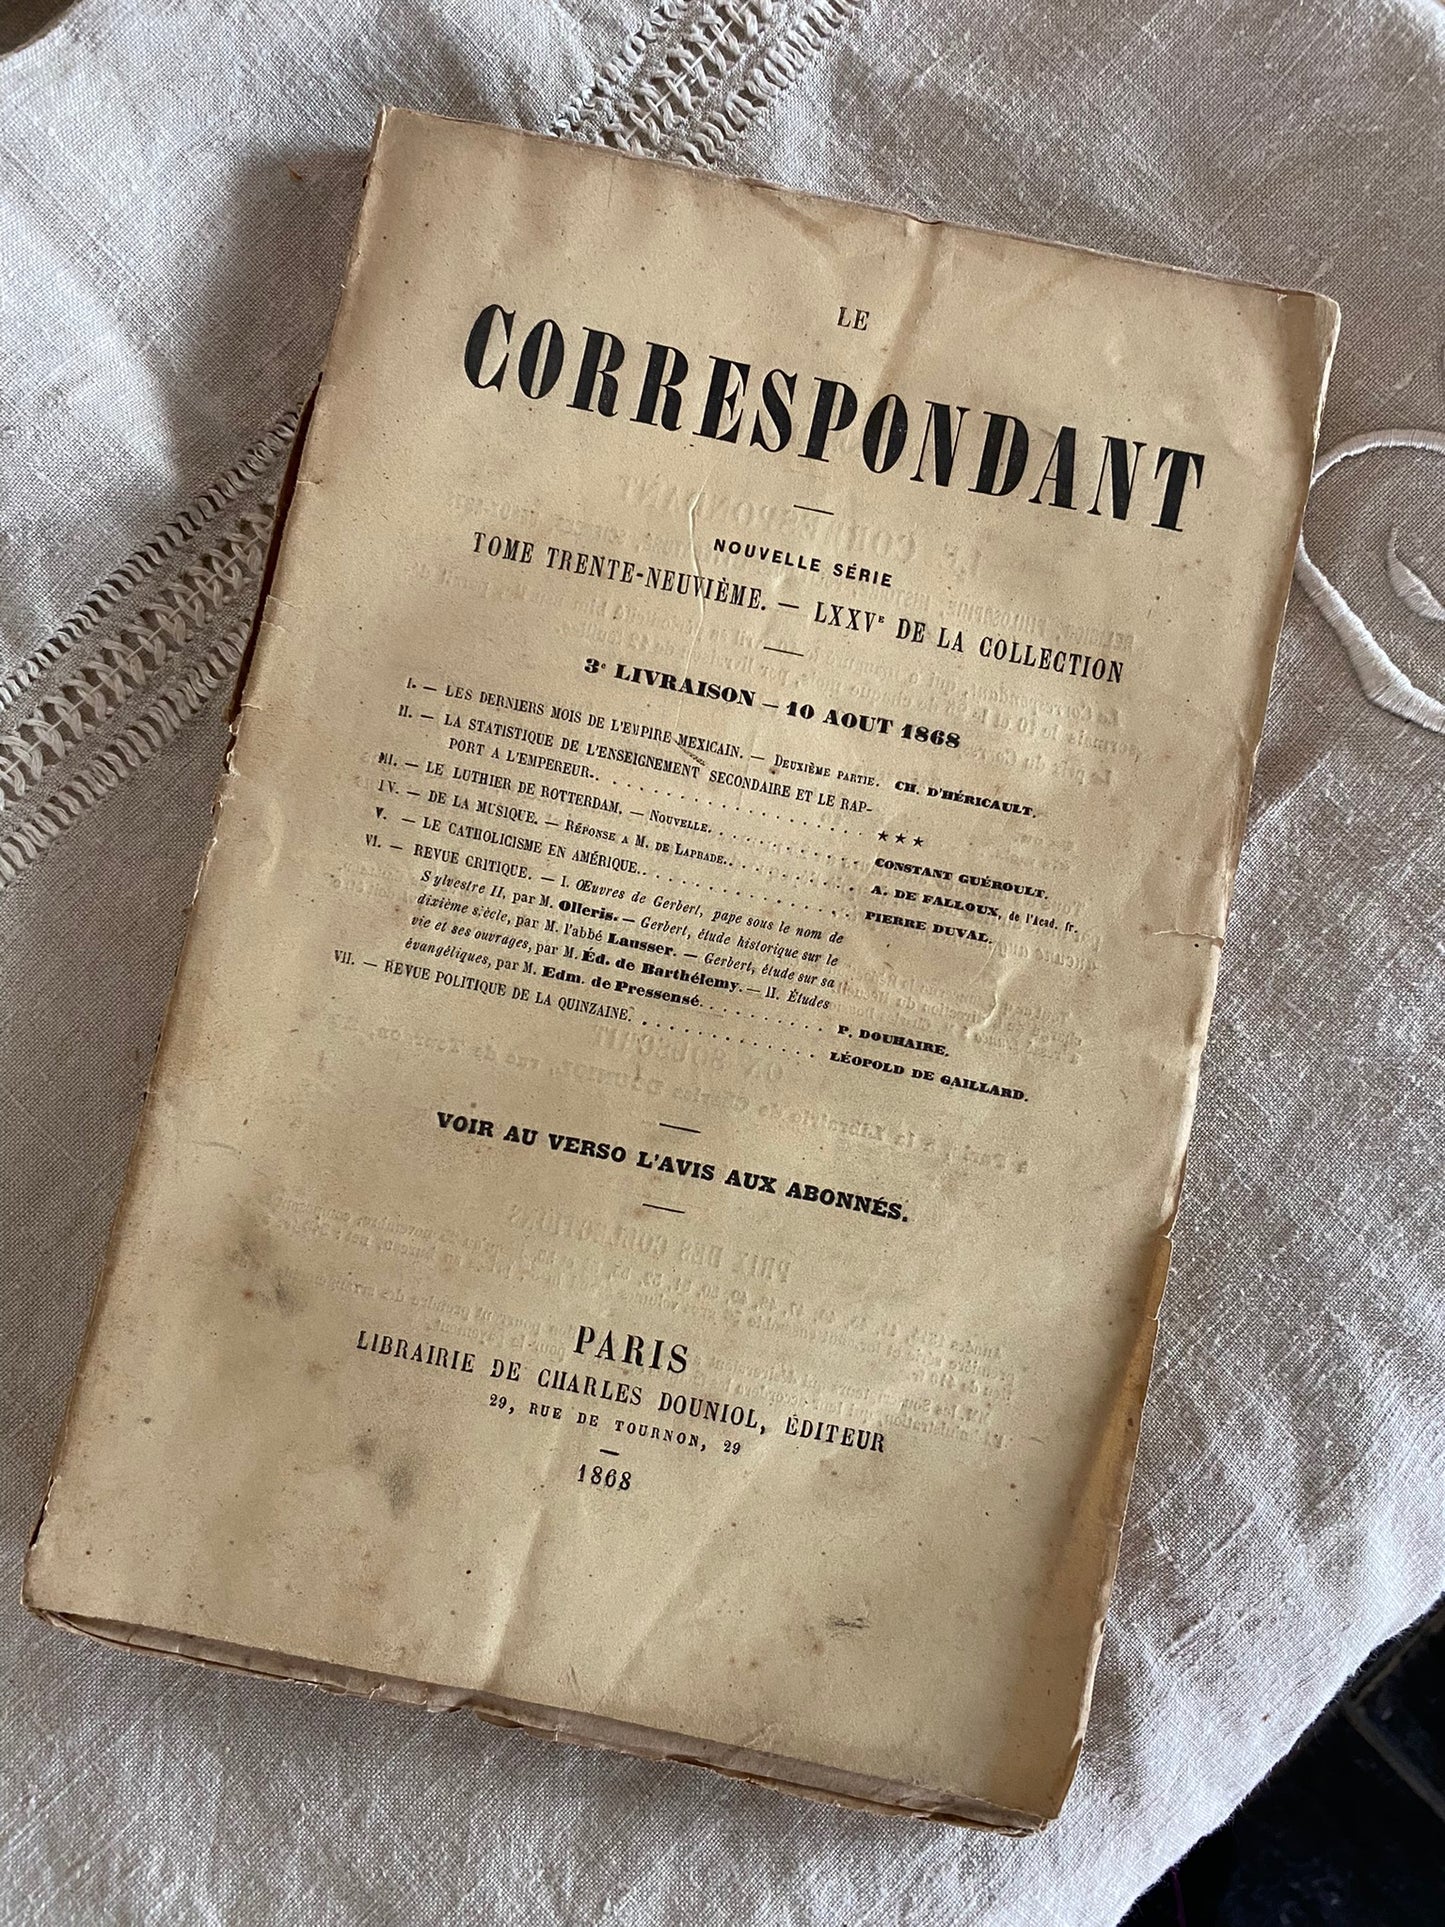 LE
CORRESPONDANT
NOUVELLE SÉRIE
TOME TRENTE-NEUVIÈME. — LXXVᴱ DE LA COLLECTION
3ᵉ LIVRAISON — 10 AOUT 1868
I. — LES DERNIERS MOIS DE L'EMPIRE MEXICAIN. — DEUXIÈME PARTIE. CH. D'HÉRICAULT.
II. — LA STATISTIQUE DE L'ENSEIGNEMENT SECONDAIRE ET LE RAP-
PORT A L'EMPEREUR. . . . . . . . . . . . . . . . . ★ ★ ★
III. — LE LUTHIER DE ROTTERDAM. — NOUVELLE. . . . . . . . . . CONSTANT GUÉROULT.
IV. — DE LA MUSIQUE. — RÉPONSE A M. DE LAPRADE. . . . . . . . . A. DE FALLOUX, de l'Acad. fr.
V. — LE CATHOLICISME EN AMÉRIQUE. . . . . . . . . . . . . PIERRE DUVAL.
VI. — REVUE CRITIQUE. — I. Œuvres de Gerbert, pape sous le nom de
Sylvestre II, par M. Olleris. — Gerbert, étude historique sur le
dixième siècle, par M. l'abbé Lausser. — Gerbert, étude sur sa
vie et ses ouvrages, par M. Éd. de Barthélemy. — II. Études
évangéliques, par M. Edm. de Pressensé. . . . . . . . . . P. DOUHAIRE.
VII. — REVUE POLITIQUE DE LA QUINZAINE. . . . . . . . . . . . LÉOPOLD DE GAILLARD.
VOIR AU VERSO L'AVIS AUX ABONNÉS.
PARIS
LIBRAIRIE DE CHARLES DOUNIOL, ÉDITEUR
29, RUE DE TOURNON, 29
1868